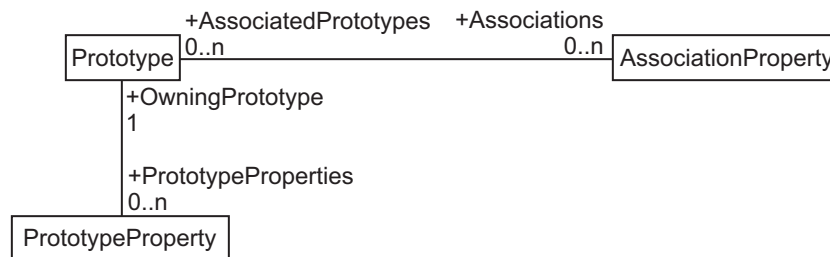 +AssociatedPrototypes +Associations
0..n 0..n
Prototype AssociationProperty
+OwningPrototype
1
+PrototypeProperties
0..n
PrototypeProperty